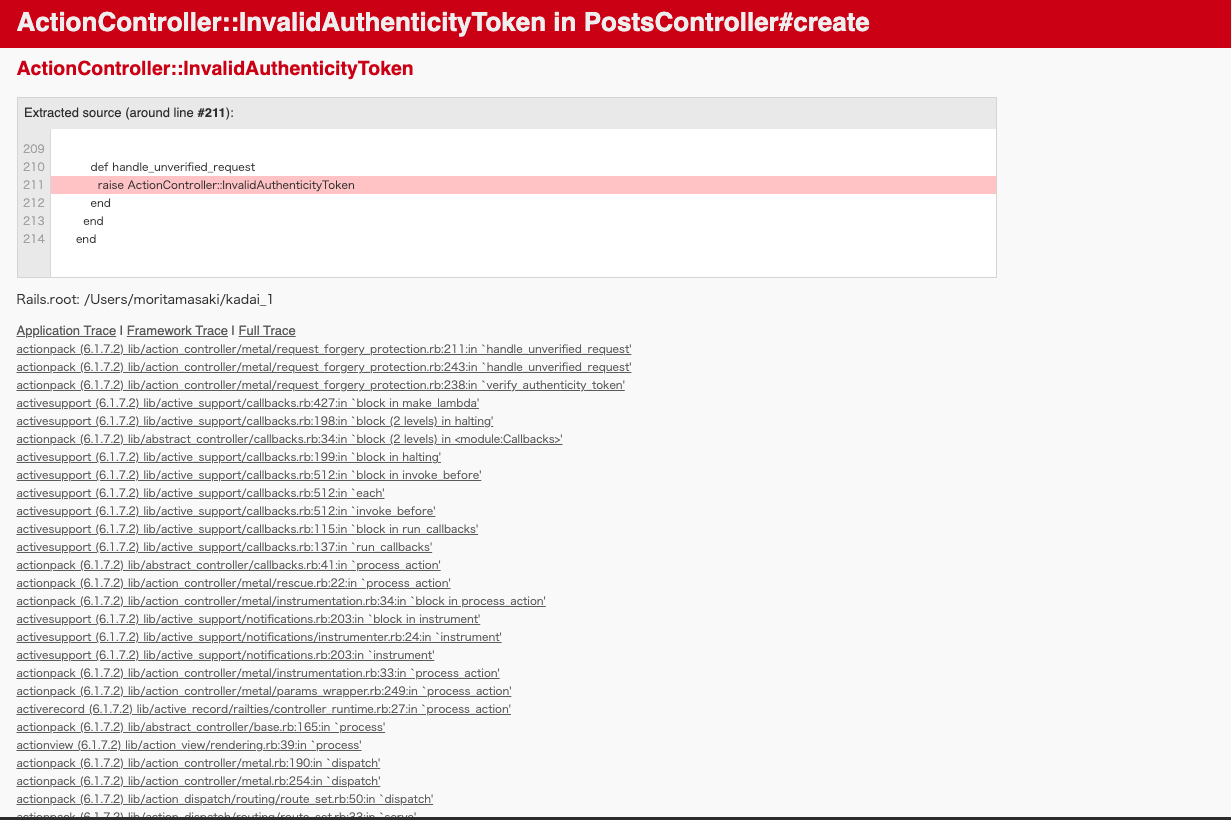 ActionController::InvalidAuthenticityToken in PostsController#create
ActionController::InvalidAuthenticityToken
Extracted source (around line #211):
209
210 def handle_unverified_request
211 raise ActionController::InvalidAuthenticityToken
212 end
213 end
214 end
Rails.root: /Users/moritamasaki/kadai_1
Application Trace | Framework Trace | Full Trace
actionpack (6.1.7.2) lib/action_controller/metal/request_forgery_protection.rb:211:in `handle_unverified_request'
actionpack (6.1.7.2) lib/action_controller/metal/request_forgery_protection.rb:243:in `handle_unverified_request'
actionpack (6.1.7.2) lib/action_controller/metal/request_forgery_protection.rb:238:in `verify_authenticity_token'
activesupport (6.1.7.2) lib/active_support/callbacks.rb:427:in `block in make_lambda'
activesupport (6.1.7.2) lib/active_support/callbacks.rb:198:in `block (2 levels) in halting'
actionpack (6.1.7.2) lib/abstract_controller/callbacks.rb:34:in `block (2 levels) in <module:Callbacks>'
activesupport (6.1.7.2) lib/active_support/callbacks.rb:199:in `block in halting'
activesupport (6.1.7.2) lib/active_support/callbacks.rb:512:in `block in invoke_before'
activesupport (6.1.7.2) lib/active_support/callbacks.rb:512:in `each'
activesupport (6.1.7.2) lib/active_support/callbacks.rb:512:in `invoke_before'
activesupport (6.1.7.2) lib/active_support/callbacks.rb:115:in `block in run_callbacks'
activesupport (6.1.7.2) lib/active_support/callbacks.rb:137:in `run_callbacks'
actionpack (6.1.7.2) lib/abstract_controller/callbacks.rb:41:in `process_action'
actionpack (6.1.7.2) lib/action_controller/metal/rescue.rb:22:in `process_action'
actionpack (6.1.7.2) lib/action_controller/metal/instrumentation.rb:34:in `block in process_action'
activesupport (6.1.7.2) lib/active_support/notifications.rb:203:in `block in instrument'
activesupport (6.1.7.2) lib/active_support/notifications/instrumenter.rb:24:in `instrument'
activesupport (6.1.7.2) lib/active_support/notifications.rb:203:in `instrument'
actionpack (6.1.7.2) lib/action_controller/metal/instrumentation.rb:33:in `process_action'
actionpack (6.1.7.2) lib/action_controller/metal/params_wrapper.rb:249:in `process_action'
activerecord (6.1.7.2) lib/active_record/railties/controller_runtime.rb:27:in `process_action'
actionpack (6.1.7.2) lib/abstract_controller/base.rb:165:in `process'
actionview (6.1.7.2) lib/action_view/rendering.rb:39:in `process'
actionpack (6.1.7.2) lib/action_controller/metal.rb:190:in `dispatch'
actionpack (6.1.7.2) lib/action_controller/metal.rb:254:in `dispatch'
actionpack (6.1.7.2) lib/action_dispatch/routing/route_set.rb:50:in `dispatch'
actionpack (6.1.7.2) lib/action_dispatch/routing/route_set.rb:33:in `serve'